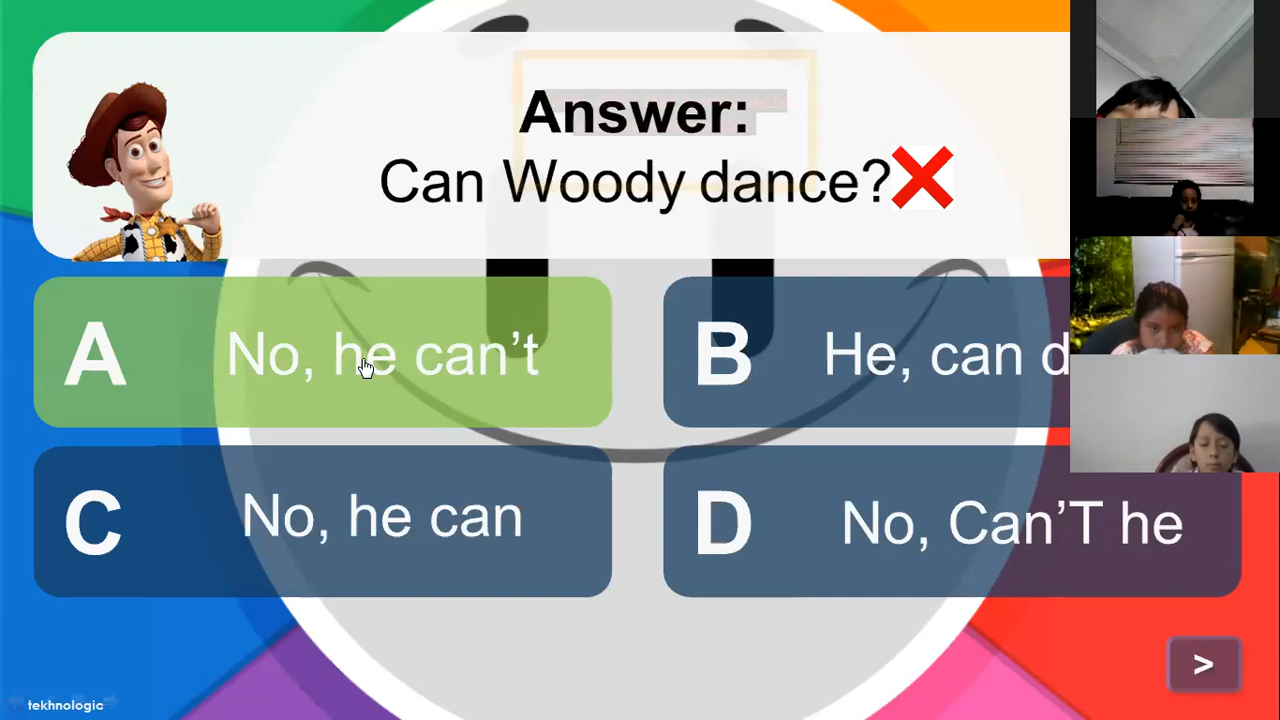 Answer:
Can Woody dance?
A
No, he can't
B
He, can
C
No, he can
D
No, Can'T he
>
tekhnologic